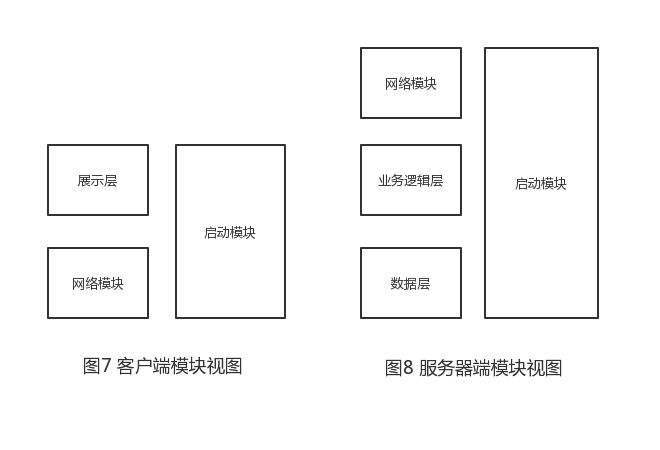 展示层
网络模块
启动模块
图7 客户端模块视图
网络模块
业务逻辑层
数据层
启动模块
图8 服务器端模块视图